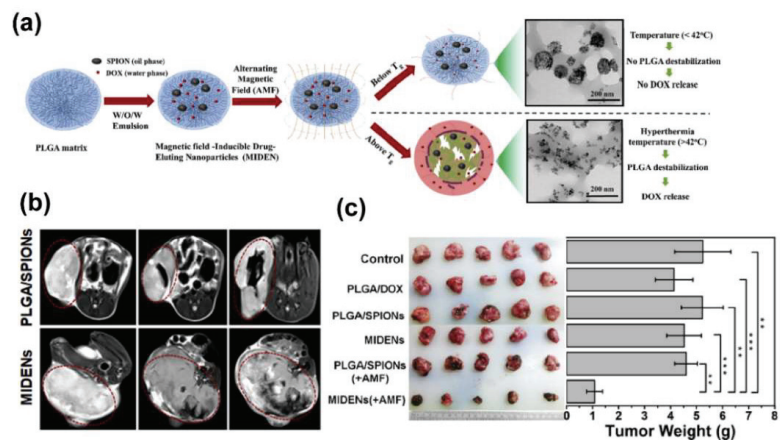 (a)
SPION (oil phase)
DOX (water phase)
PLGA matrix
W/O/W
Emulsion
Magnetic field -Inducible Drug-
Eluting Nanoparticles (MIDEN)
Alternating
Magnetic
Field (AMF)
Below Tg
Above Tg
200 nm
Temperature (< 42°C)
No PLGA destabilization
No DOX release
200 nm
Hyperthermia
temperature (>42°C)
PLGA destabilization
DOX release
(b)
PLGA/SPIONs
MIDENs
(c)
Control
PLGA/DOX
PLGA/SPIONs
MIDENs
PLGA/SPIONs
(+AMF)
MIDENs(+AMF)
**
***
**
***
**
0 1 2 3 4 5 6 7 8
Tumor Weight (g)